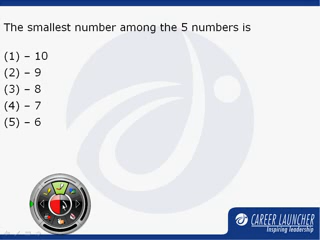 The smallest number among the 5 numbers is
(1) – 10
(2) – 9
(3) – 8
(4) – 7
(5) – 6
CAREER LAUNCHER
Inspiring leadership